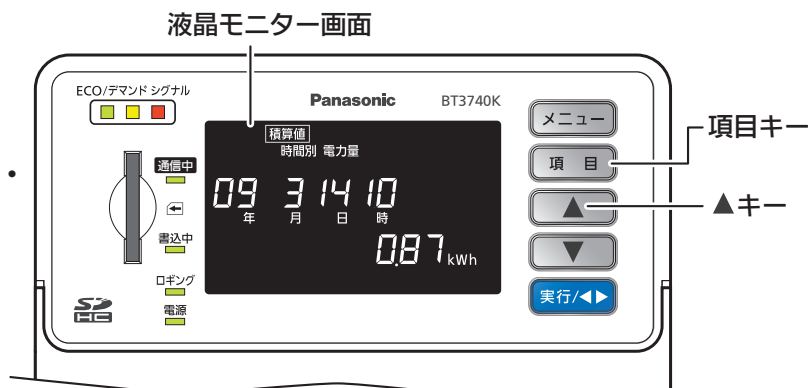 液晶モニター画面
ECO/デマンド シグナル
Panasonic BT3740K
メニュー
積算値
項目キー
時間別 電力量
項 目
通信中
09 3 14 10
▲キー
年 月 日 時
書込中
0.87 kWh
ロギング
実行/◀▶
SD HC
電源